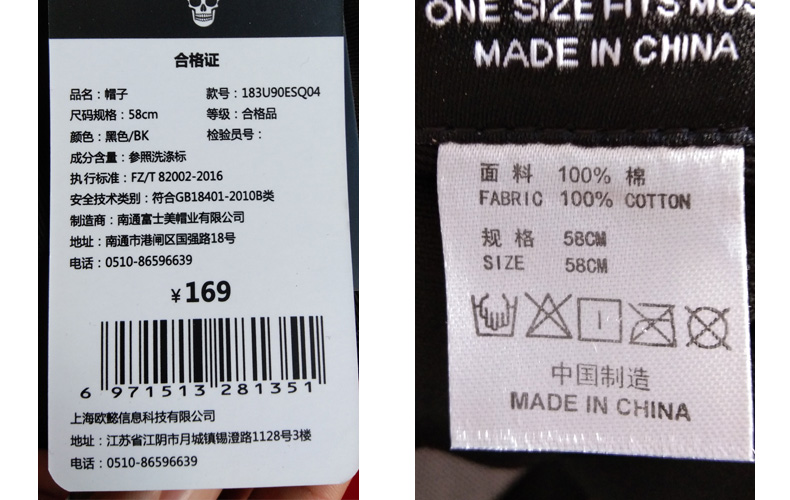 合格证
品名：帽子 款号：183U90ESQ04
尺码规格：58cm 等级：合格品
颜色：黑色/BK 检验员号：
成分含量：参照洗涤标
执行标准：FZ/T 82002-2016
安全技术类别：符合GB18401-2010B类
制造商：南通富士美帽业有限公司
地址：南通市港闸区国强路18号
电话：0510-86596639
¥169
6 971513 281351
上海欧懿信息科技有限公司
地址：江苏省江阴市月城镇锡澄路1128号3楼
电话：0510-86596639
ONE SIZE FITS
MADE IN CHINA
面料 100% 棉
FABRIC 100% COTTON
规格 58CM
SIZE 58CM
中国制造
MADE IN CHINA